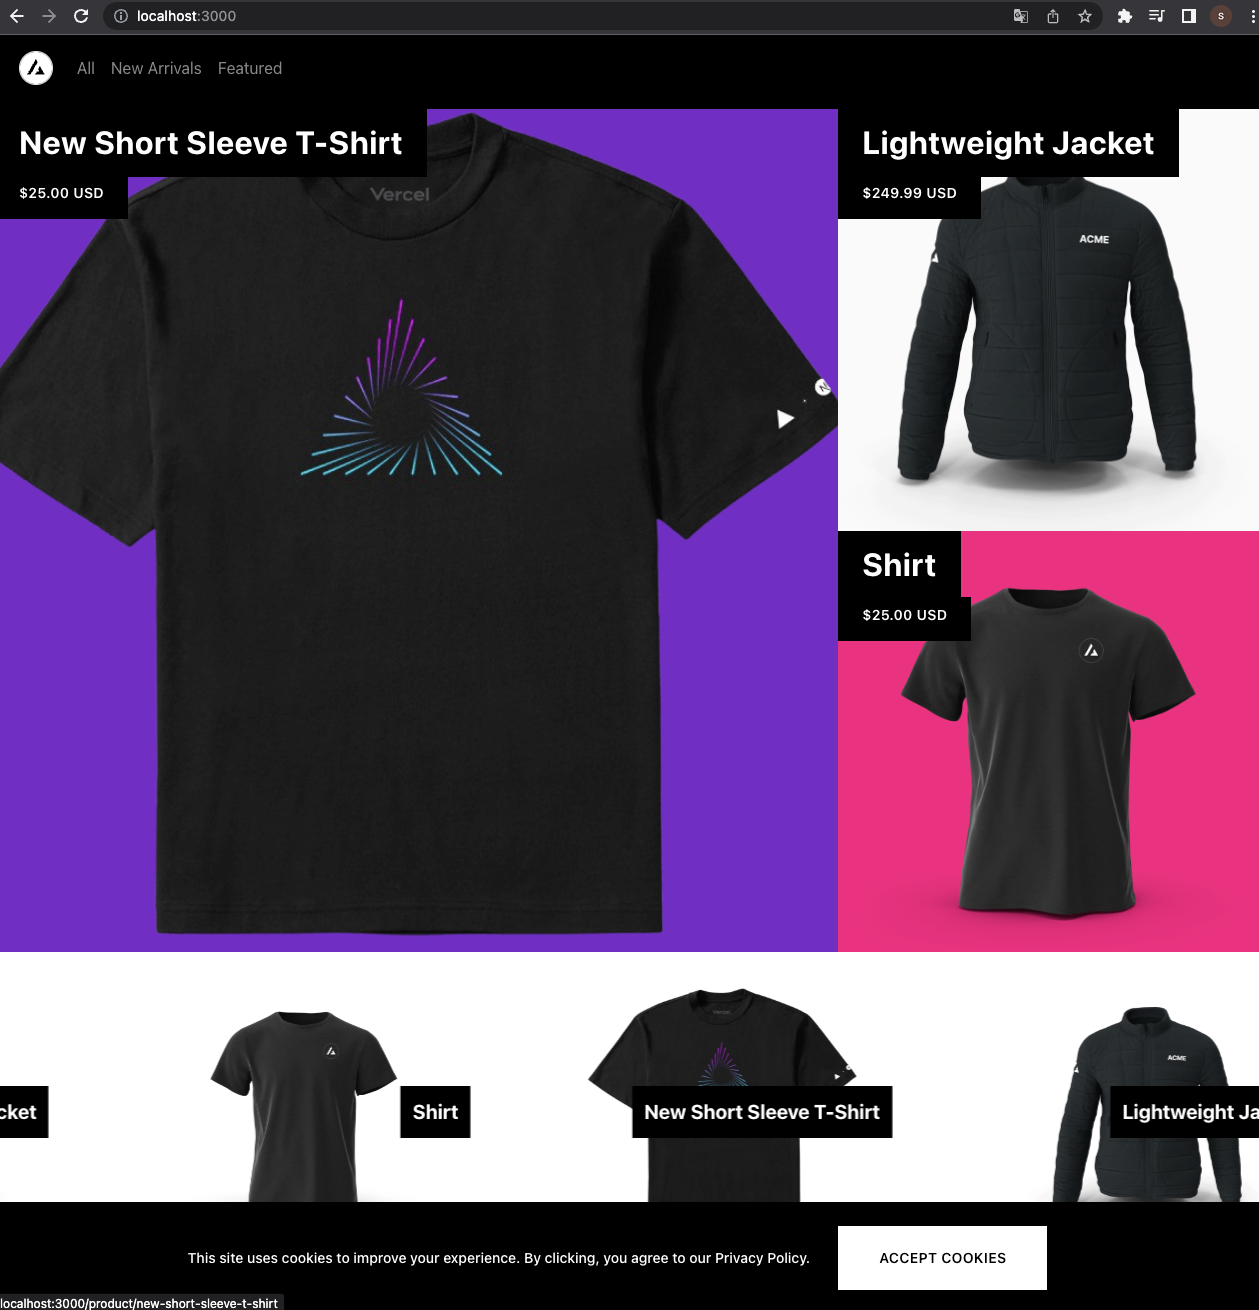 localhost:3000
S
All New Arrivals Featured
New Short Sleeve T-Shirt
$25.00 USD
Vercel
N
Lightweight Jacket
$249.99 USD
ACME
Shirt
$25.00 USD
cket
Shirt
Vercel
New Short Sleeve T-Shirt
ACME
Lightweight Ja
This site uses cookies to improve your experience. By clicking, you agree to our Privacy Policy.
ACCEPT COOKIES
localhost:3000/product/new-short-sleeve-t-shirt